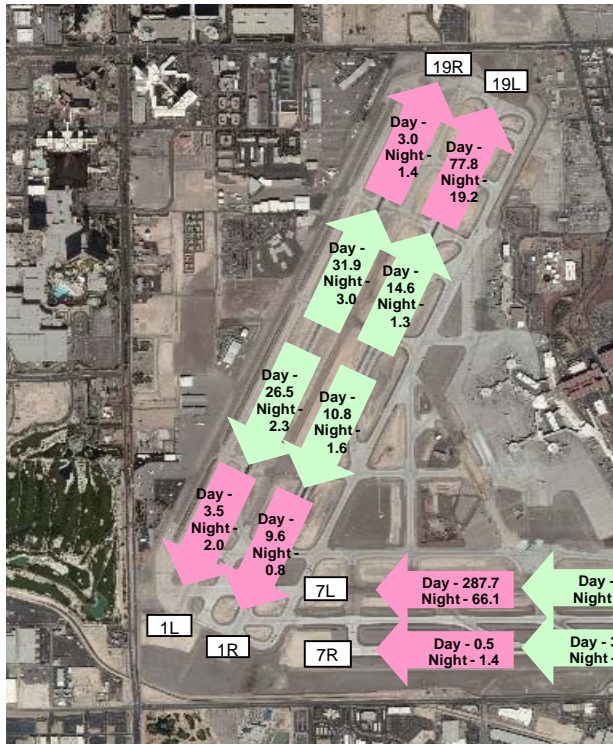 19R
19L
Day -
3.0
Night -
1.4
Day -
77.8
Night -
19.2
Day -
31.9
Night -
3.0
Day -
14.6
Night -
1.3
Day -
26.5
Night -
2.3
Day -
10.8
Night -
1.6
Day -
3.5
Night -
2.0
Day -
9.6
Night -
0.8
7L
Day - 287.7
Night - 66.1
Day -
Night
1L
1R
7R
Day - 0.5
Night - 1.4
Day - 3
Night -